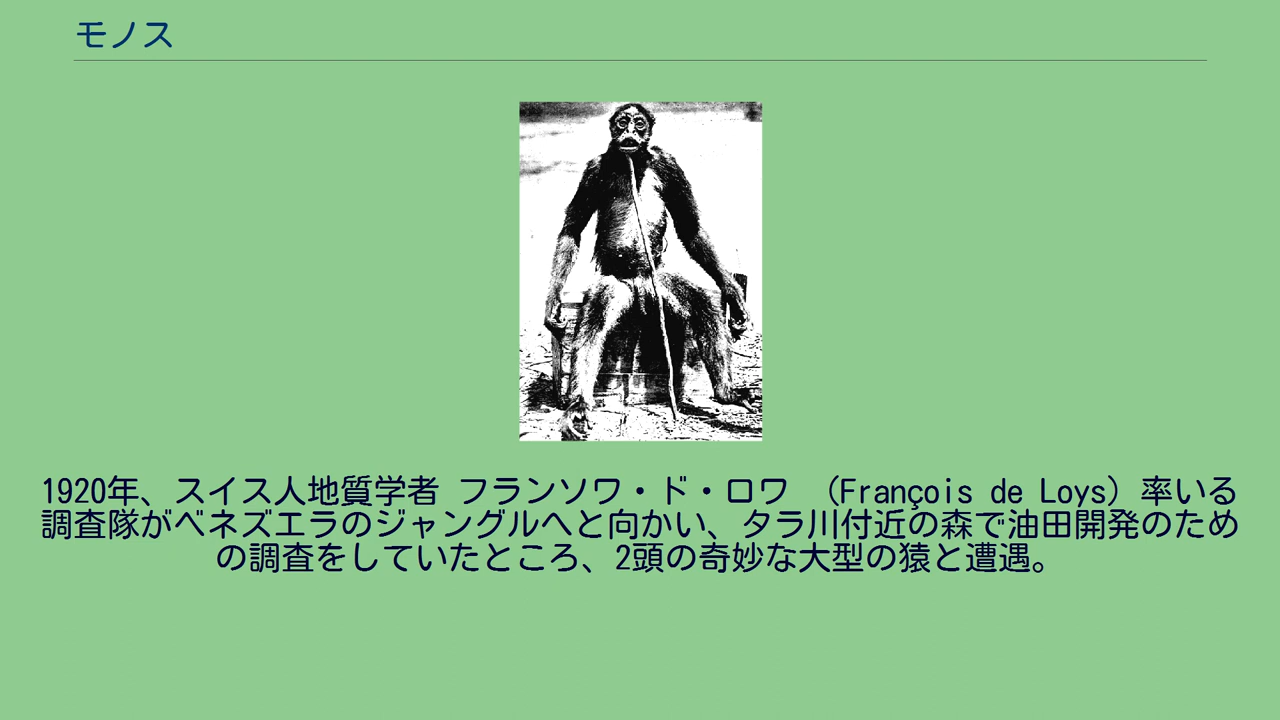 モノス
1920年、スイス人地質学者 フランソワ・ド・ロワ （François de Loys）率いる
調査隊がベネズエラのジャングルへと向かい、タラ川付近の森で油田開発のため
の調査をしていたところ、2頭の奇妙な大型の猿と遭遇。